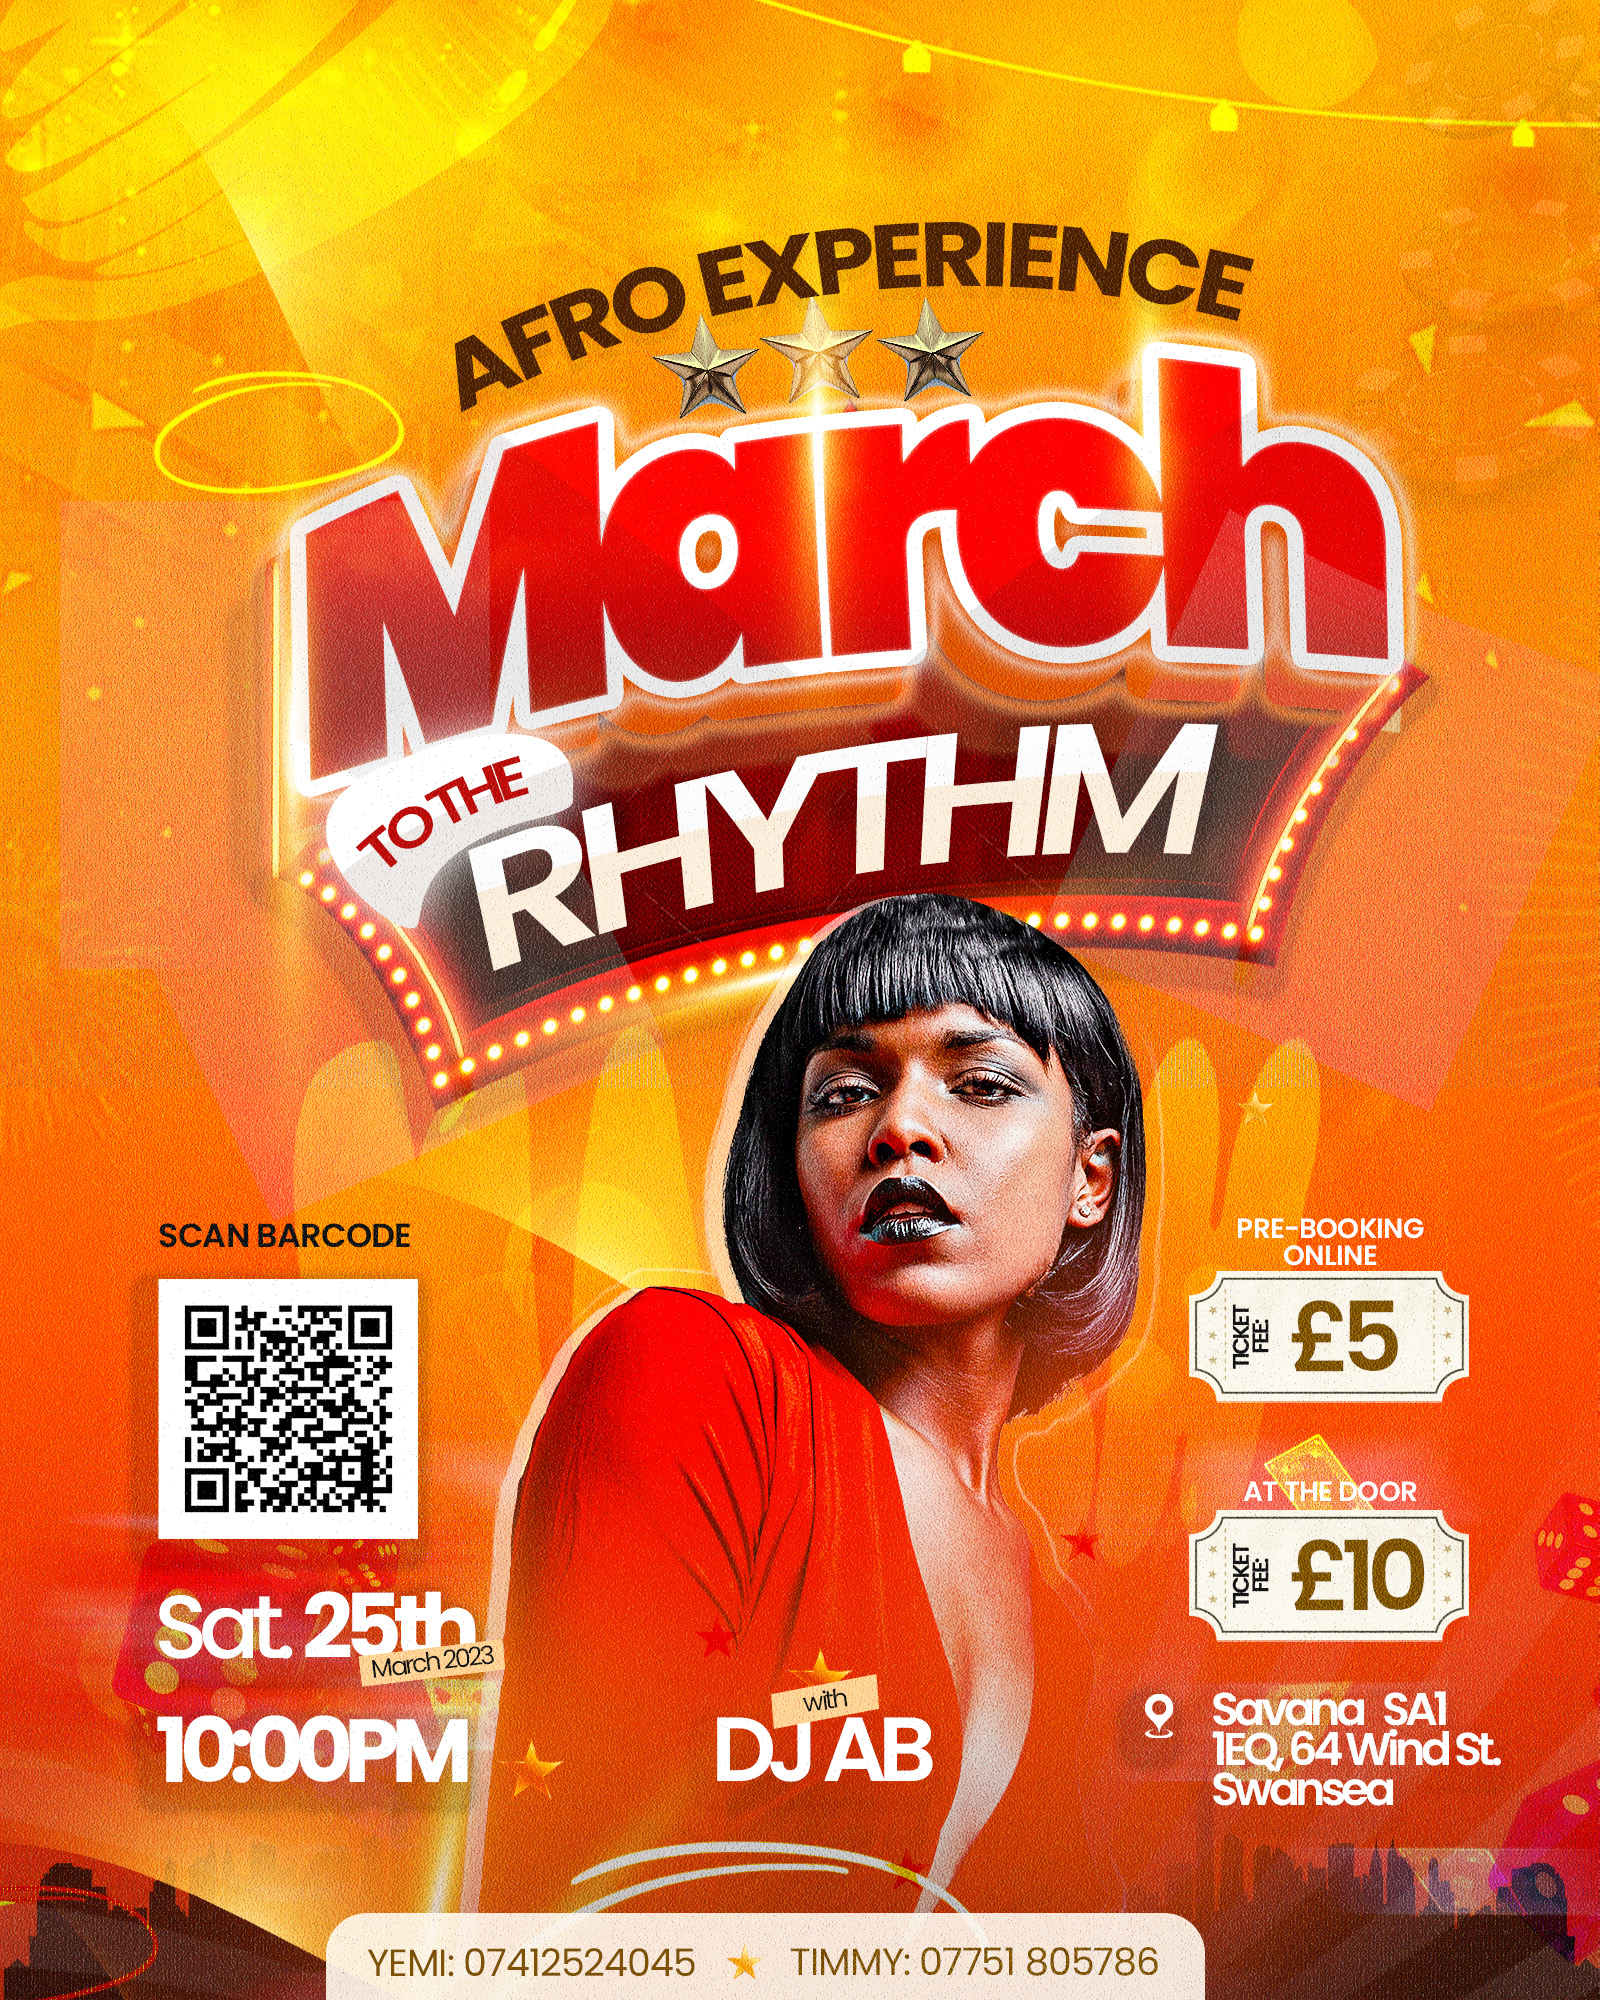 AFRO EXPERIENCE
March
TO THE
RHYTHM
SCAN BARCODE
Sat. 25th
March 2023
10:00PM
with
DJ AB
PRE-BOOKING
ONLINE
TICKET
FEE:
£5
AT THE DOOR
TICKET
FEE:
£10
Savana SA1
1EQ, 64 Wind St.
Swansea
YEMI: 07412524045 TIMMY: 07751 805786